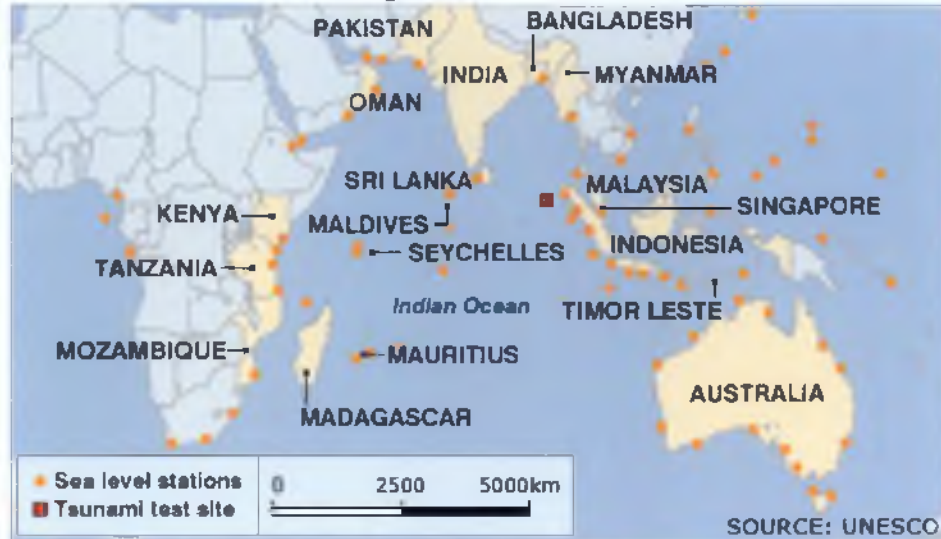 BANGLADESH
PAKISTAN
INDIA
MYANMAR
OMAN
SRI LANKA
MALAYSIA
KENYA
SINGAPORE
MALDIVES
SEYCHELLES
INDONESIA
TANZANIA
Indian Ocean
TIMOR LESTE
MOZAMBIQUE
MAURITIUS
AUSTRALIA
MADAGASCAR
Sea level stations
0 2500 5000km
Tsunami test site
SOURCE: UNESCO